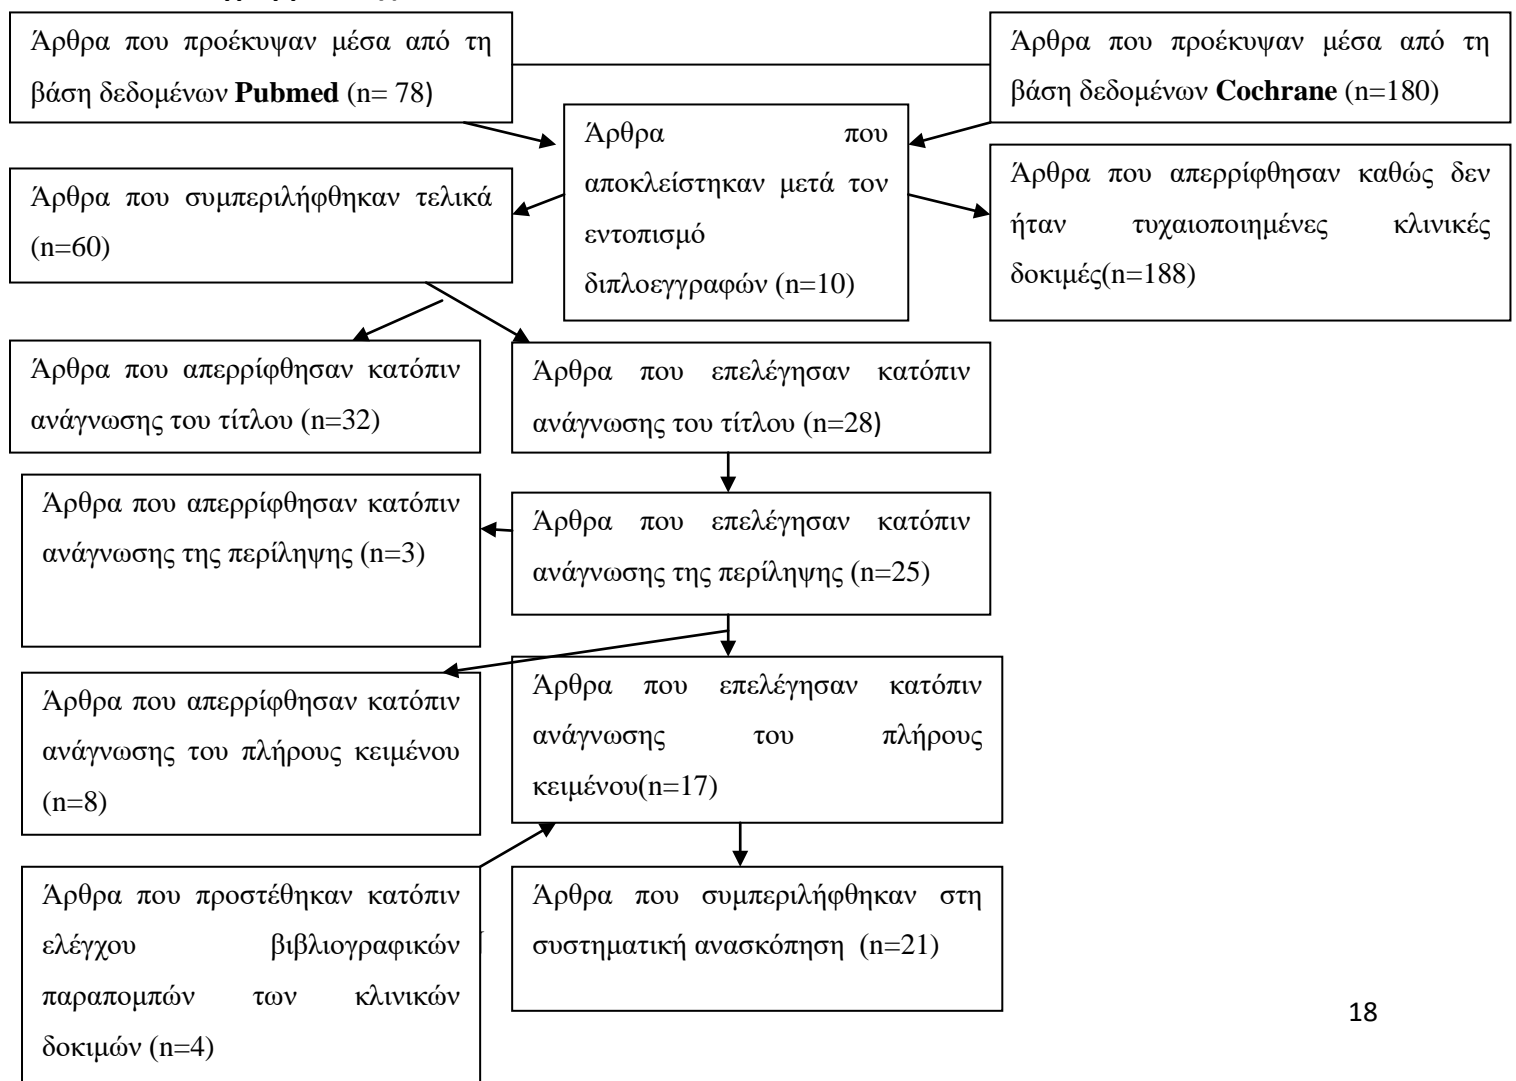 Άρθρα που προέκυψαν μέσα από τη
βάση δεδομένων Pubmed (n= 78)
Άρθρα που προέκυψαν μέσα από τη
βάση δεδομένων Cochrane (n=180)
Άρθρα που
αποκλείστηκαν μετά τον
εντοπισμό
διπλοεγγραφών (n=10)
Άρθρα που συμπεριλήφθηκαν τελικά
(n=60)
Άρθρα που απερρίφθησαν καθώς δεν
ήταν τυχαιοποιημένες κλινικές
δοκιμές(n=188)
Άρθρα που απερρίφθησαν κατόπιν
ανάγνωσης του τίτλου (n=32)
Άρθρα που επελέγησαν κατόπιν
ανάγνωσης του τίτλου (n=28)
Άρθρα που απερρίφθησαν κατόπιν
ανάγνωσης της περίληψης (n=3)
Άρθρα που επελέγησαν κατόπιν
ανάγνωσης της περίληψης (n=25)
Άρθρα που απερρίφθησαν κατόπιν
ανάγνωσης του πλήρους κειμένου
(n=8)
Άρθρα που επελέγησαν κατόπιν
ανάγνωσης του πλήρους
κειμένου(n=17)
Άρθρα που προστέθηκαν κατόπιν
ελέγχου βιβλιογραφικών
παραπομπών των κλινικών
δοκιμών (n=4)
Άρθρα που συμπεριλήφθηκαν στη
συστηματική ανασκόπηση (n=21)
18